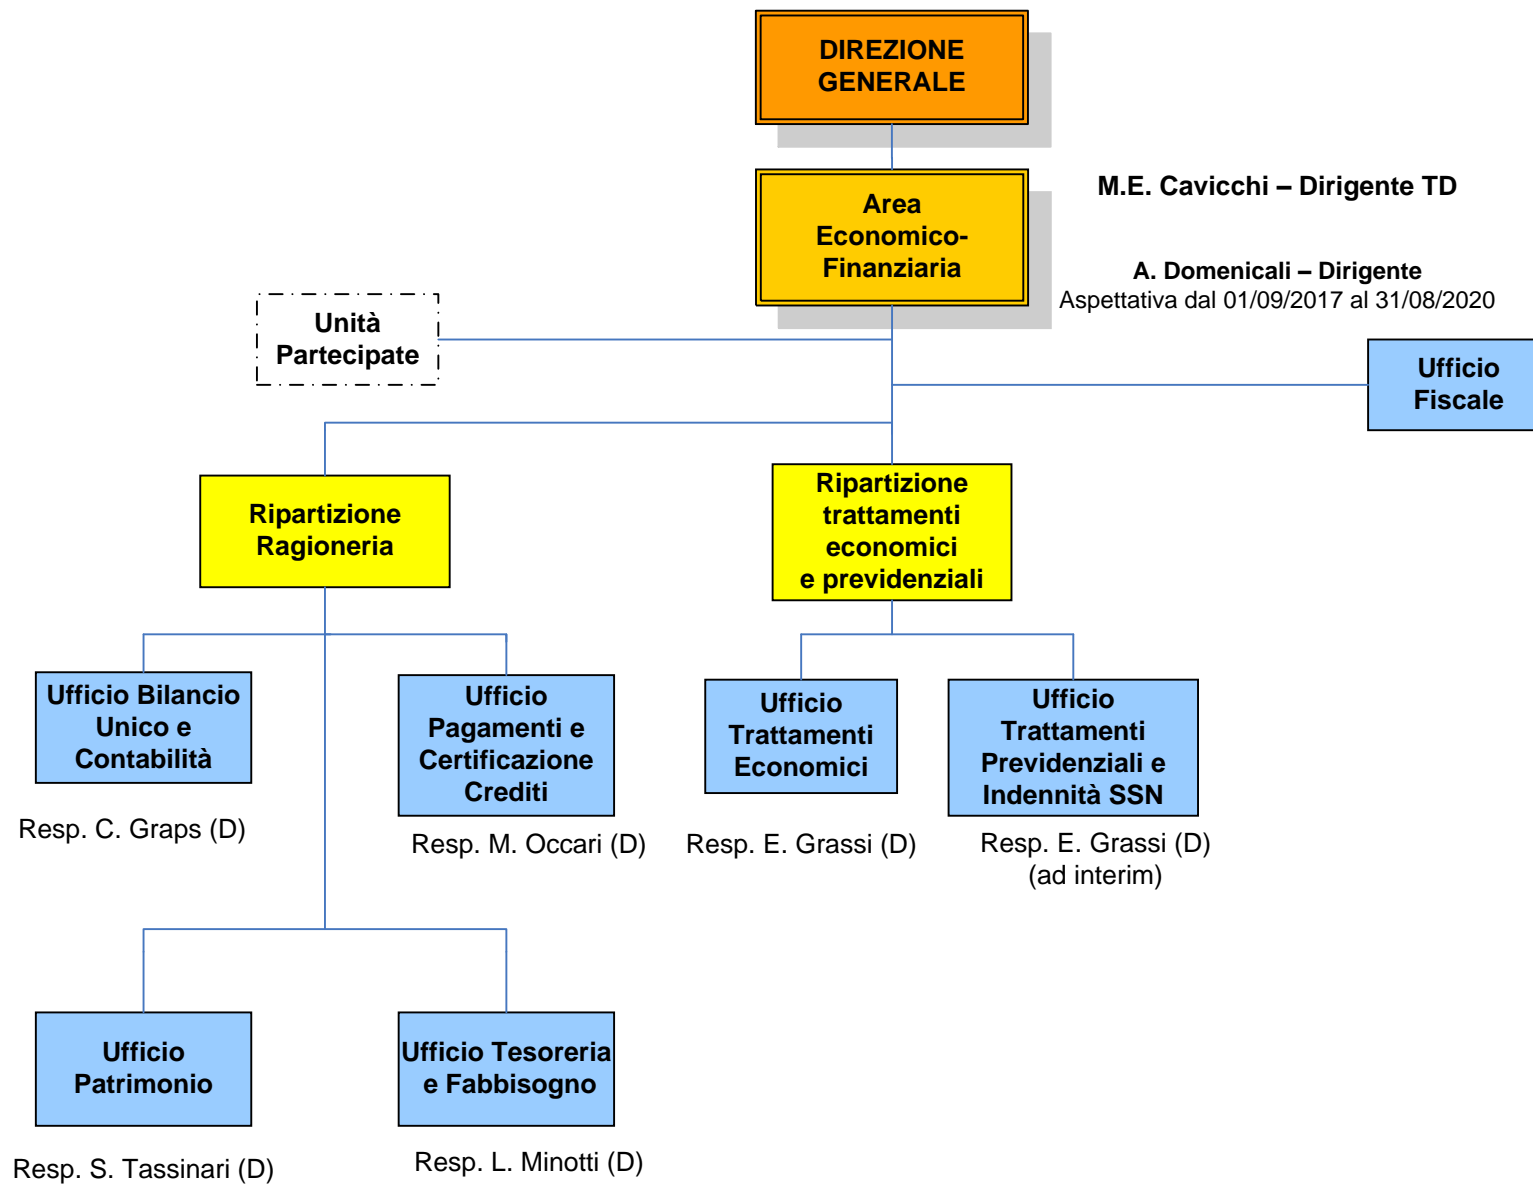 DIREZIONE
GENERALE
Area
Economico-
Finanziaria
M.E. Cavicchi – Dirigente TD
A. Domenicali – Dirigente
Aspettativa dal 01/09/2017 al 31/08/2020
Unità
Partecipate
Ufficio
Fiscale
Ripartizione
Ragioneria
Ripartizione
trattamenti
economici
e previdenziali
Ufficio Bilancio
Unico e
Contabilità
Resp. C. Graps (D)
Ufficio
Pagamenti e
Certificazione
Crediti
Resp. M. Occari (D)
Ufficio
Trattamenti
Economici
Resp. E. Grassi (D)
Ufficio
Trattamenti
Previdenziali e
Indennità SSN
Resp. E. Grassi (D)
(ad interim)
Ufficio
Patrimonio
Resp. S. Tassinari (D)
Ufficio Tesoreria
e Fabbisogno
Resp. L. Minotti (D)